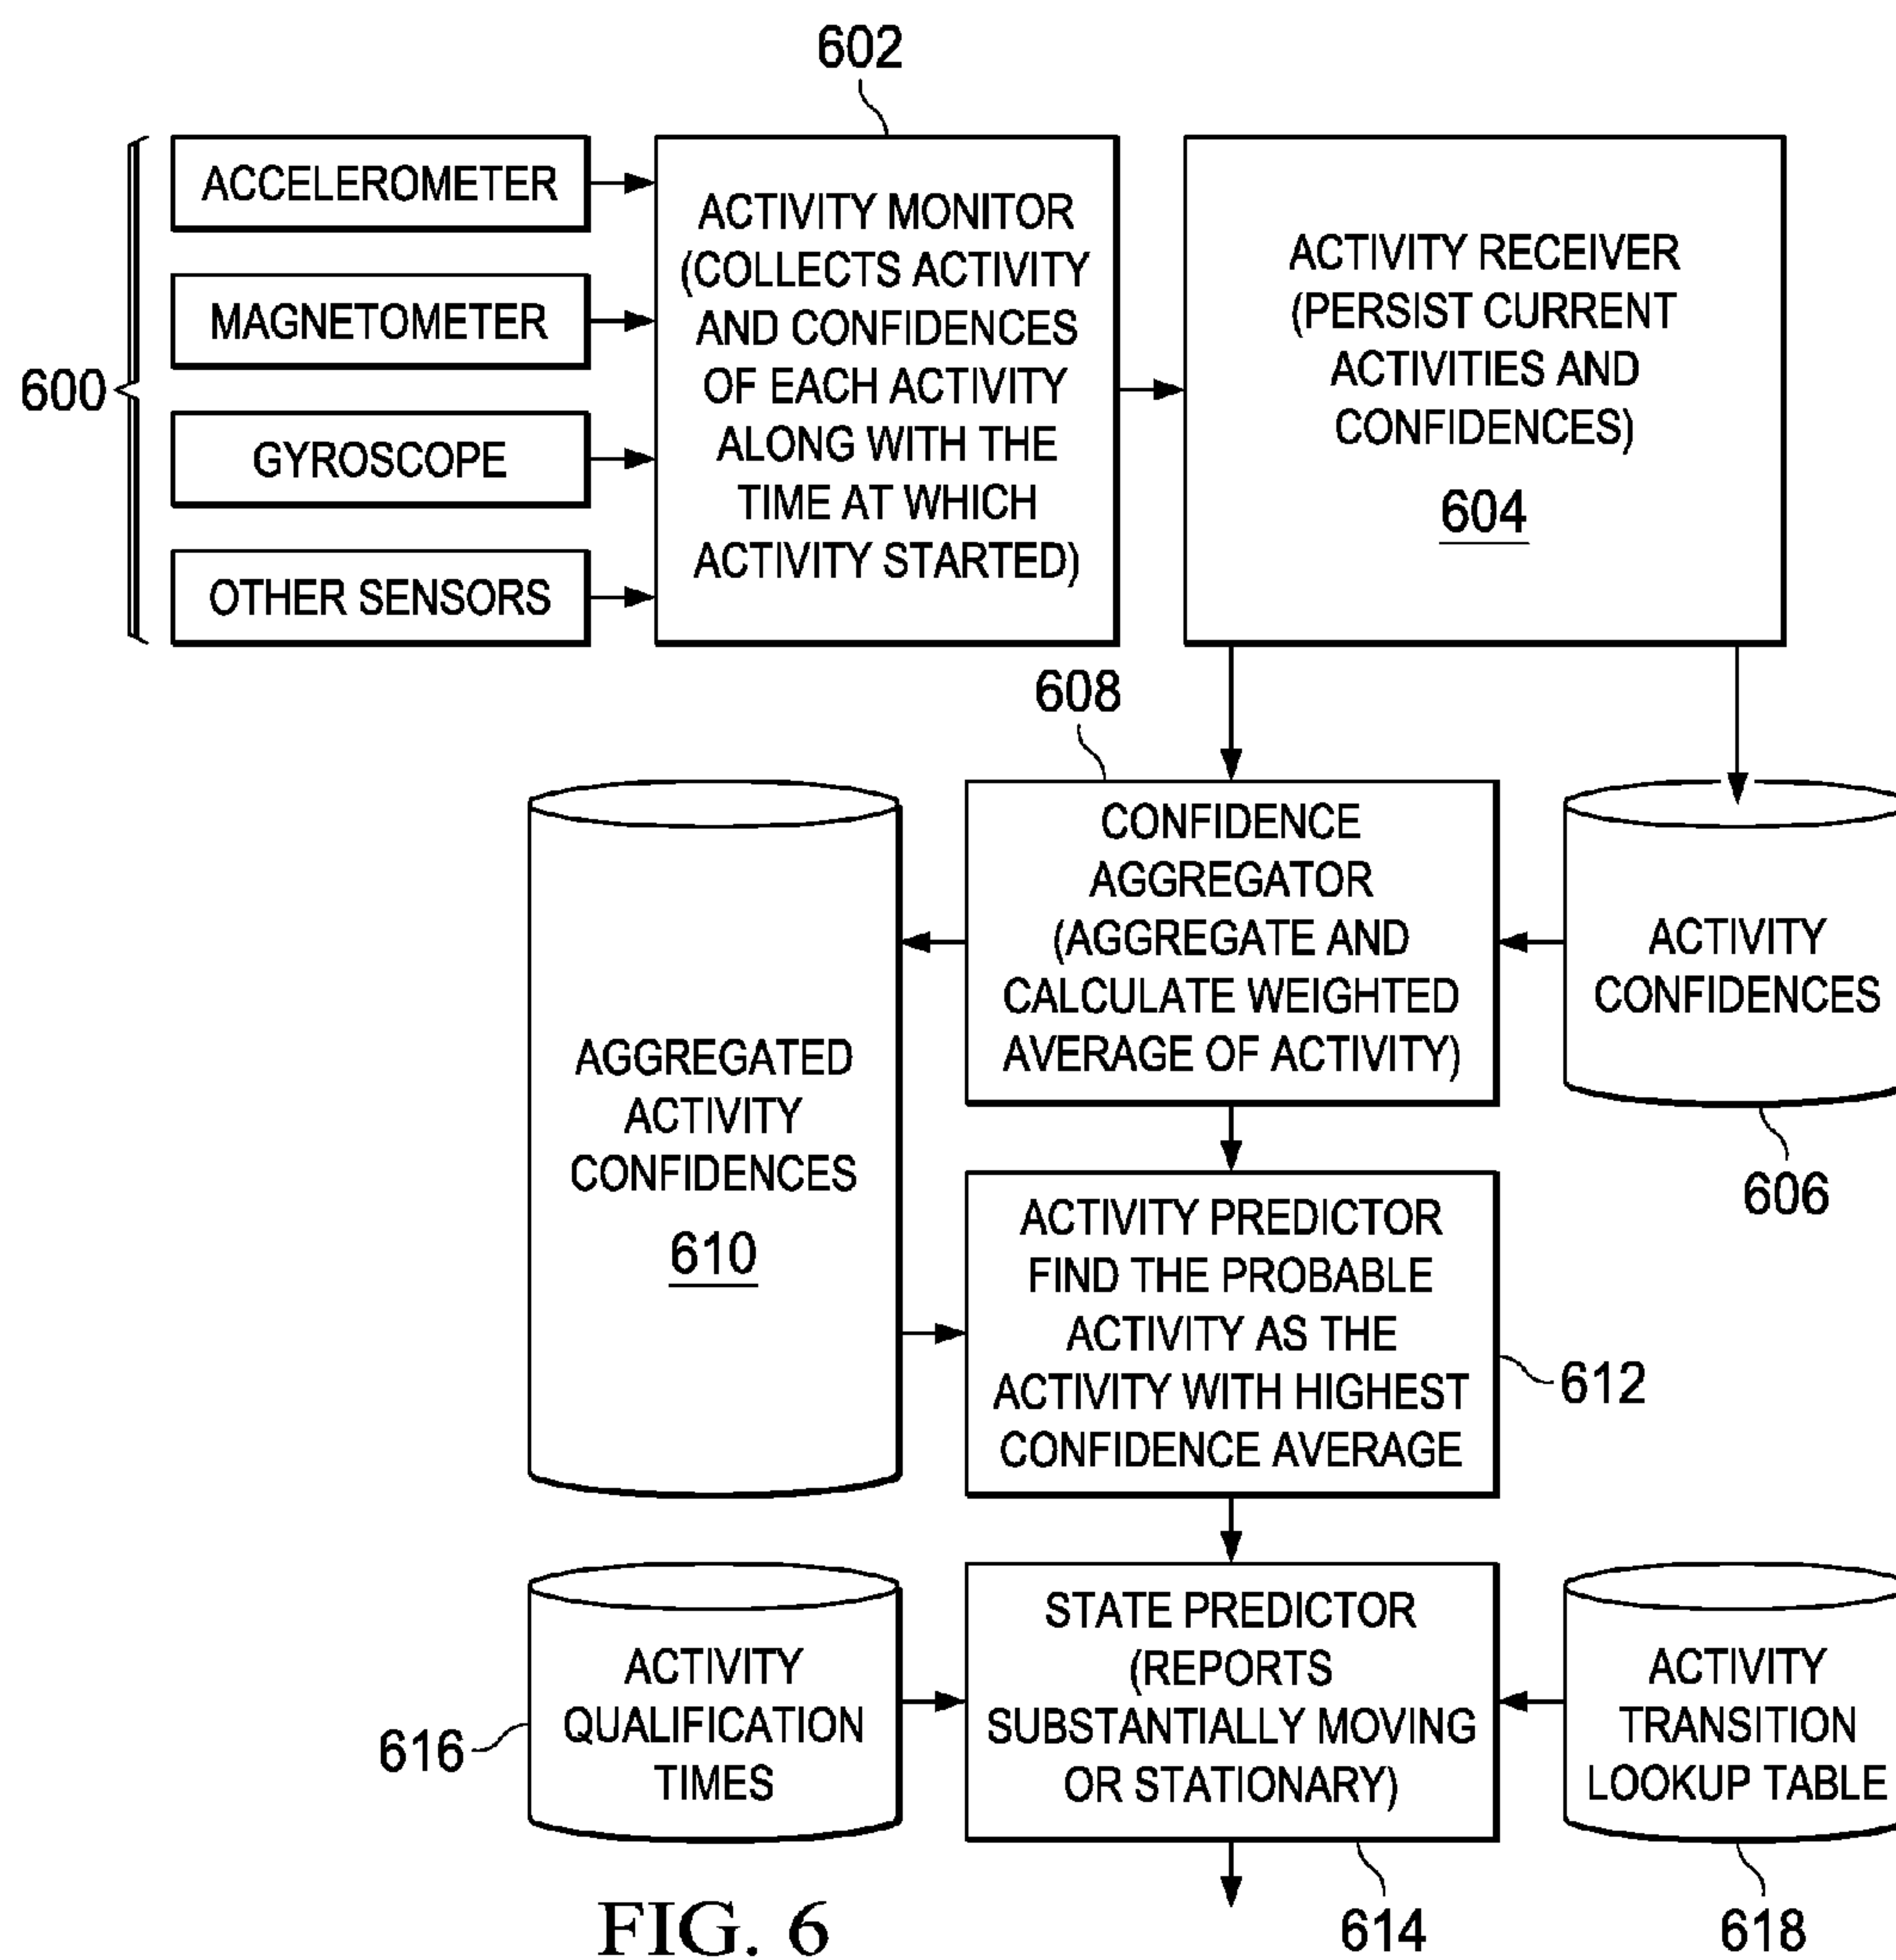 602
600
ACCELEROMETER
MAGNETOMETER
GYROSCOPE
OTHER SENSORS
ACTIVITY MONITOR
(COLLECTS ACTIVITY
AND CONFIDENCES
OF EACH ACTIVITY
ALONG WITH THE
TIME AT WHICH
ACTIVITY STARTED)
ACTIVITY RECEIVER
(PERSIST CURRENT
ACTIVITIES AND
CONFIDENCES)
604
608
CONFIDENCE
AGGREGATOR
(AGGREGATE AND
CALCULATE WEIGHTED
AVERAGE OF ACTIVITY)
ACTIVITY
CONFIDENCES
606
AGGREGATED
ACTIVITY
CONFIDENCES
610
ACTIVITY PREDICTOR
FIND THE PROBABLE
ACTIVITY AS THE
ACTIVITY WITH HIGHEST
CONFIDENCE AVERAGE
612
616
ACTIVITY
QUALIFICATION
TIMES
STATE PREDICTOR
(REPORTS
SUBSTANTIALLY MOVING
OR STATIONARY)
614
ACTIVITY
TRANSITION
LOOKUP TABLE
618
FIG. 6